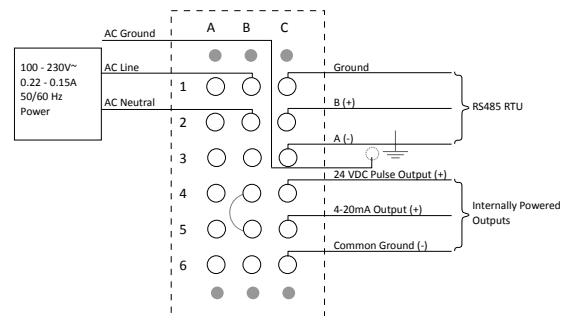 A B C
AC Ground
100 - 230V~
0.22 - 0.15A
50/60 Hz
Power
AC Line
AC Neutral
1
2
3
4
5
6
Ground
B (+)
A (-)
RS485 RTU
24 VDC Pulse Output (+)
4-20mA Output (+)
Common Ground (-)
Internally Powered
Outputs